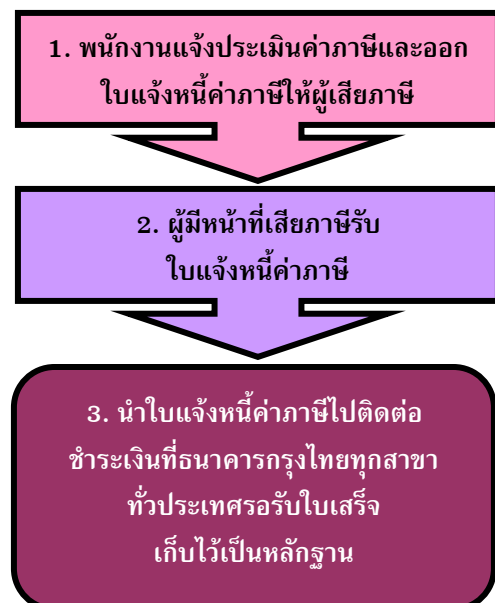 1. พนักงานแจ้งประเมินค่าภาษีและออก
ใบแจ้งหนี้ค่าภาษีให้ผู้เสียภาษี
2. ผู้มีหน้าที่เสียภาษีรับ
ใบแจ้งหนี้ค่าภาษี
3. นำใบแจ้งหนี้ค่าภาษีไปติดต่อ
ชำระเงินที่ธนาคารกรุงไทยทุกสาขา
ทั่วประเทศรอรับใบเสร็จ
เก็บไว้เป็นหลักฐาน